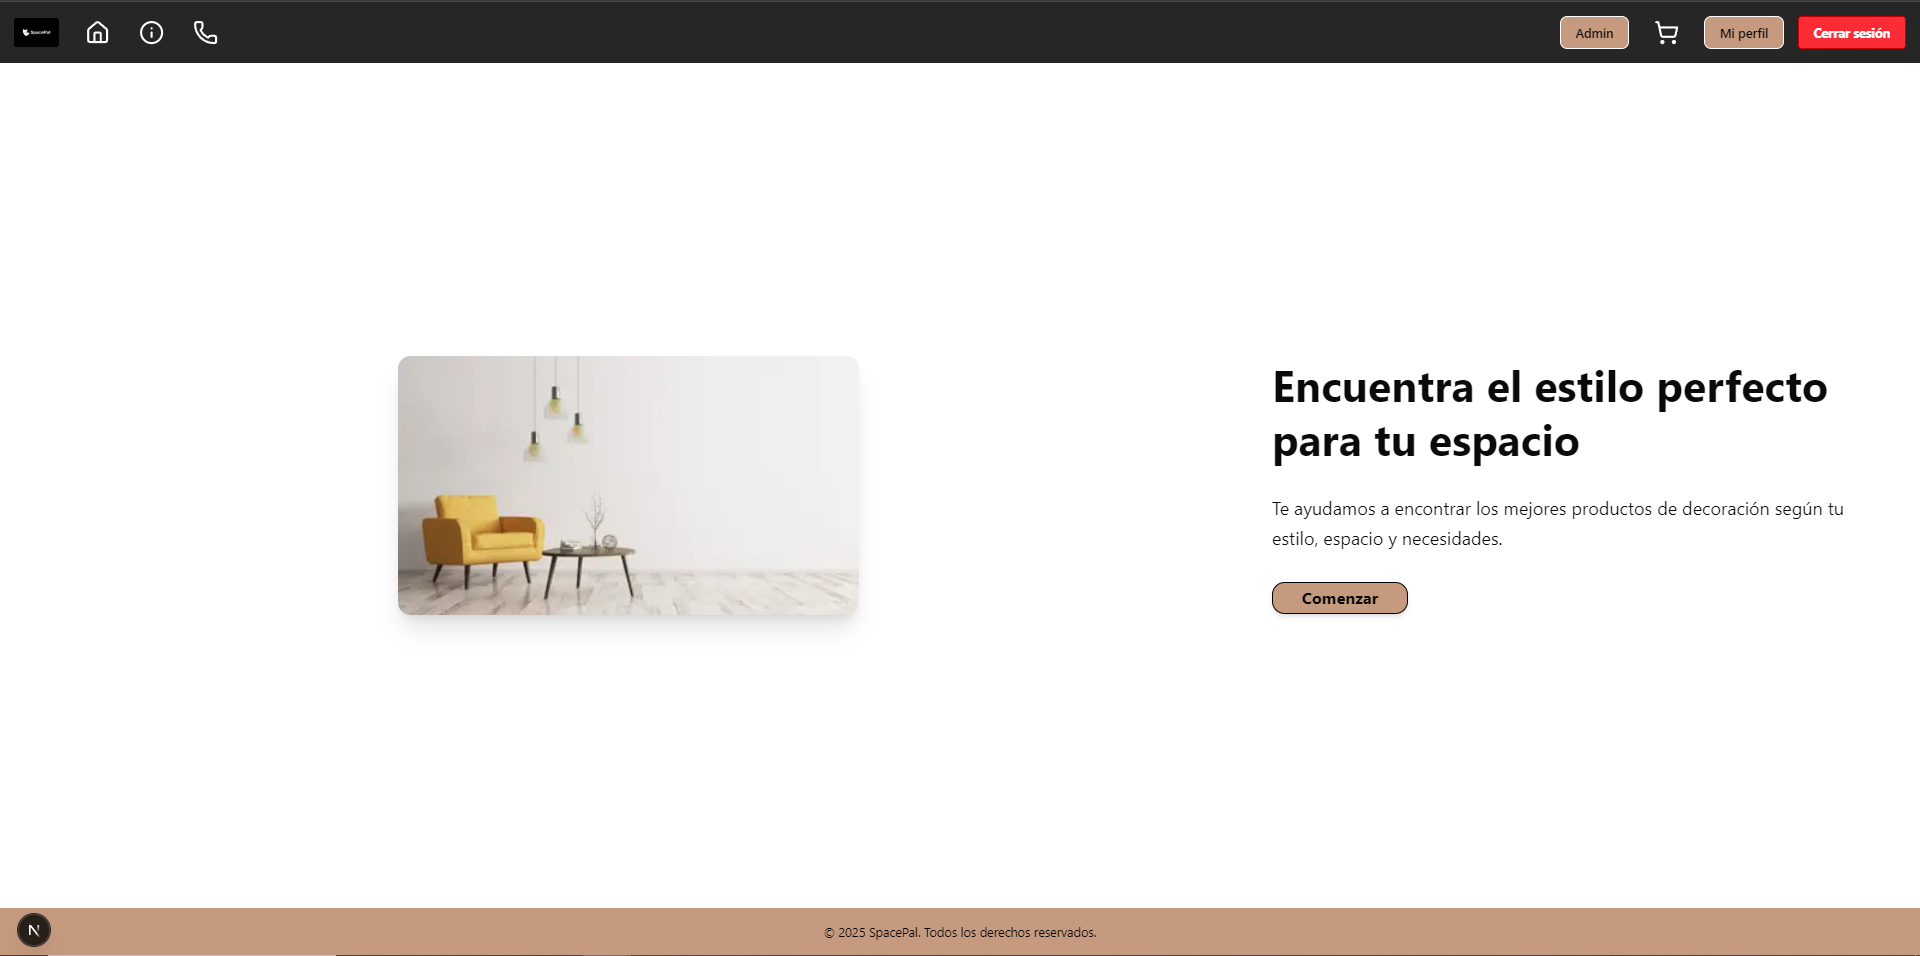 SpacePal
Admin
Mi perfil
Cerrar sesión
Encuentra el estilo perfecto
para tu espacio
Te ayudamos a encontrar los mejores productos de decoración según tu
estilo, espacio y necesidades.
Comenzar
N
© 2025 SpacePal. Todos los derechos reservados.